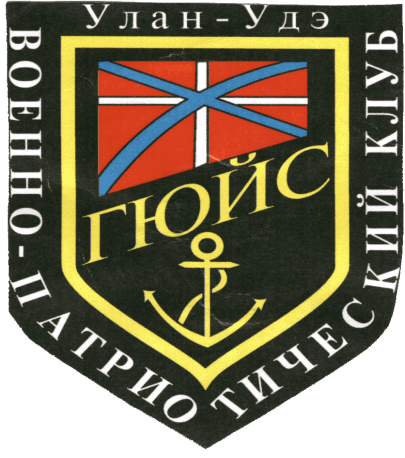 Улан-Удэ
ВОЕННО-ПАТРИОТИЧЕСКИЙ КЛУБ
ГЮЙС